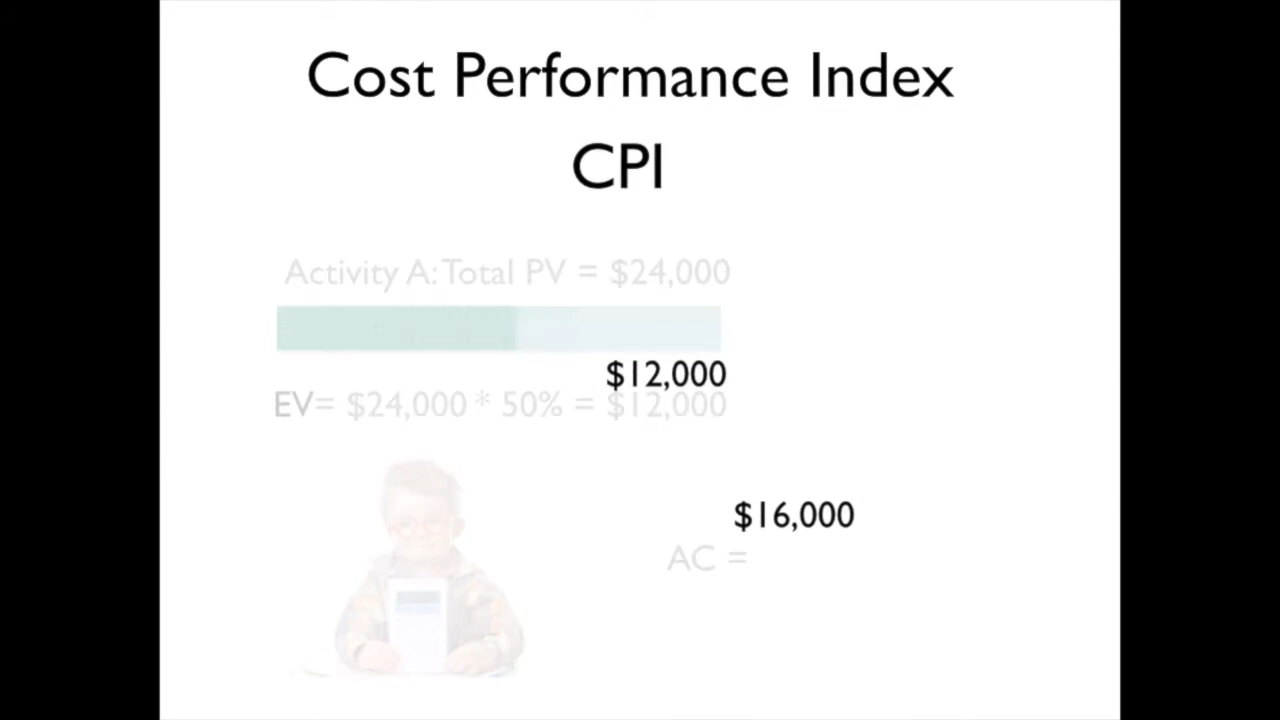 Cost Performance Index
CPI
Activity A: Total PV = $24,000
$12,000
EV= $24,000 * 50% = $12,000
$16,000
AC =